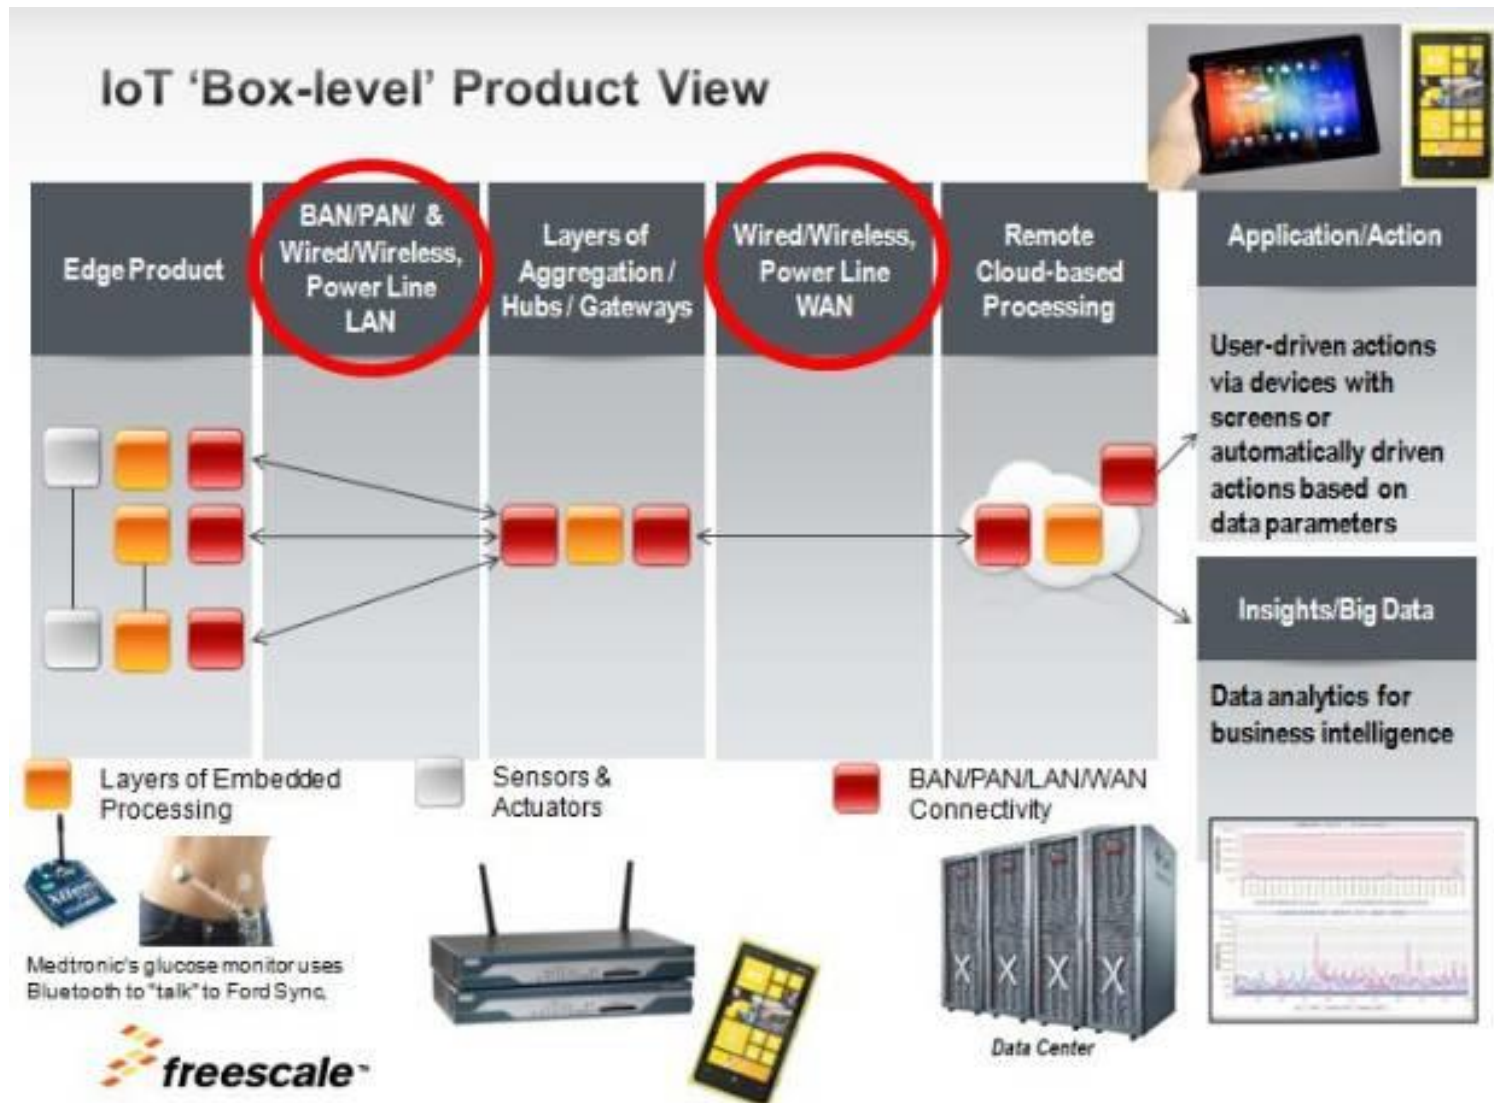 IoT ‘Box-level’ Product View
Edge Product
BAN/PAN/ &
Wired/Wireless,
Power Line
LAN
Layers of
Aggregation /
Hubs / Gateways
Wired/Wireless,
Power Line
WAN
Remote
Cloud-based
Processing
Application/Action
User-driven actions
via devices with
screens or
automatically driven
actions based on
data parameters
Insights/Big Data
Data analytics for
business intelligence
Layers of Embedded
Processing
Sensors &
Actuators
BAN/PAN/LAN/WAN
Connectivity
Medtronic's glucose monitor uses
Bluetooth to "talk" to Ford Sync,
freescale™
X X X X
Data Center